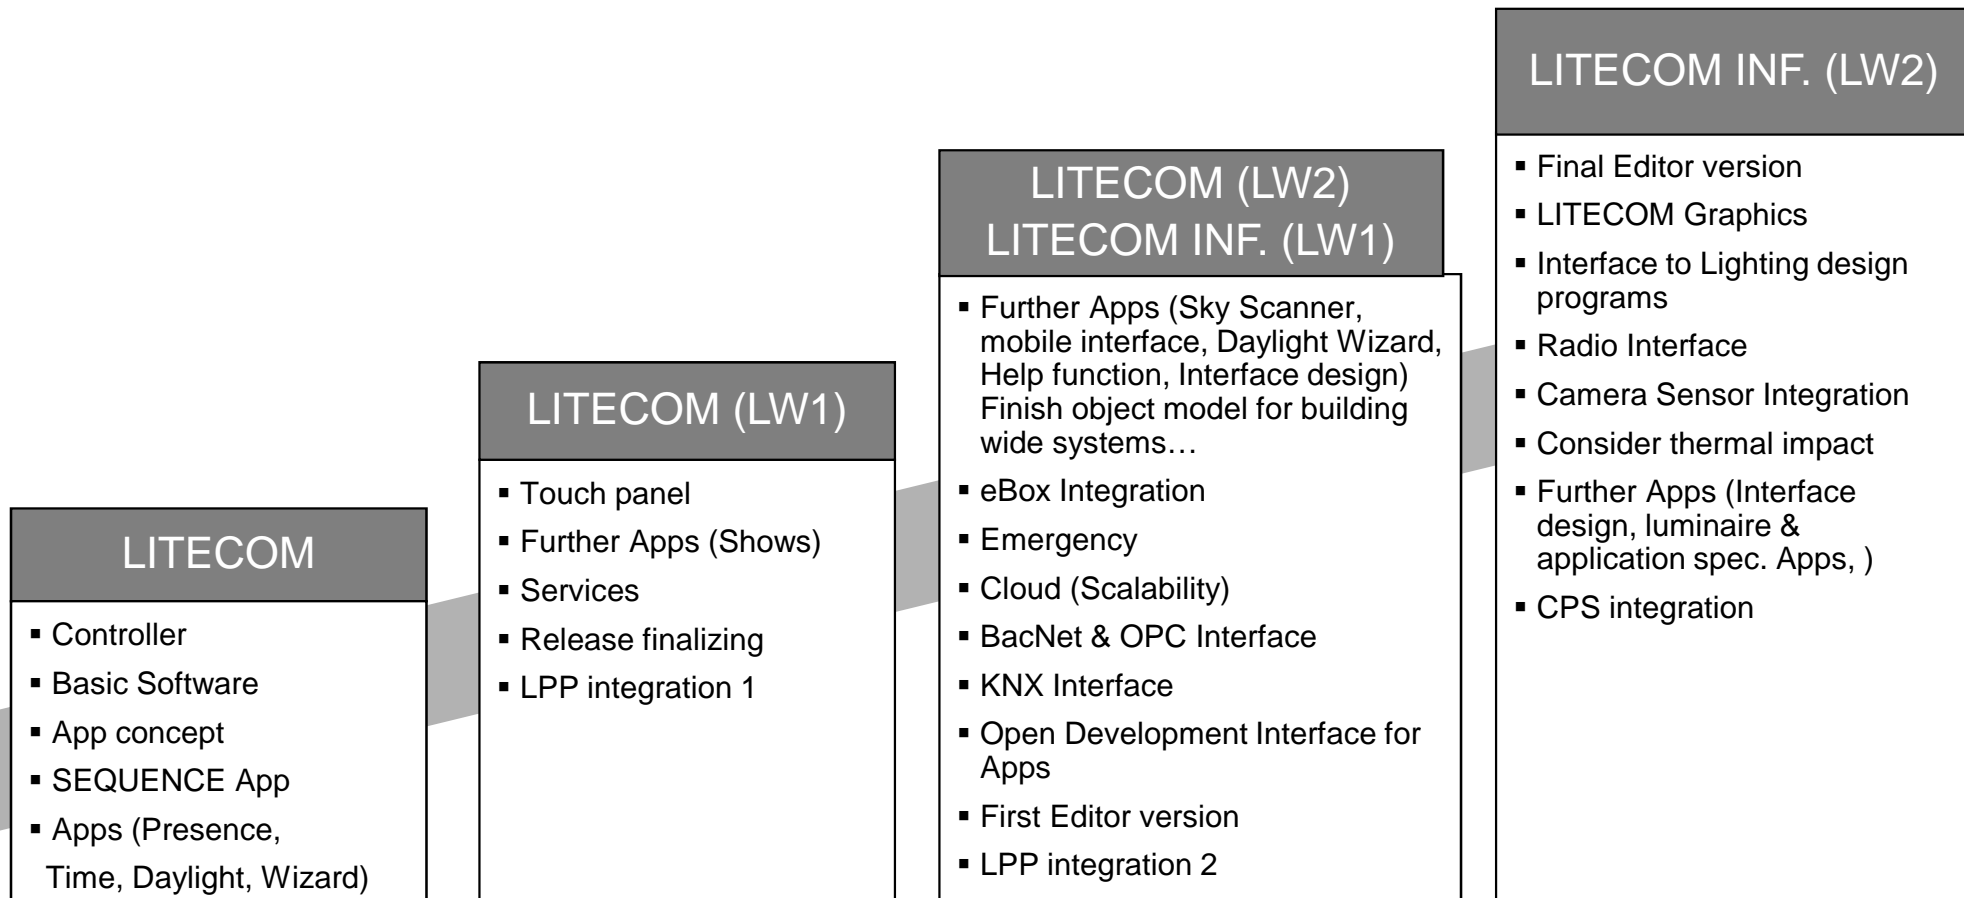 LITECOM
▪ Controller
▪ Basic Software
▪ App concept
▪ SEQUENCE App
▪ Apps (Presence,
Time, Daylight, Wizard)
LITECOM (LW1)
▪ Touch panel
▪ Further Apps (Shows)
▪ Services
▪ Release finalizing
▪ LPP integration 1
LITECOM (LW2)
LITECOM INF. (LW1)
▪ Further Apps (Sky Scanner,
mobile interface, Daylight Wizard,
Help function, Interface design)
Finish object model for building
wide systems…
▪ eBox Integration
▪ Emergency
▪ Cloud (Scalability)
▪ BacNet & OPC Interface
▪ KNX Interface
▪ Open Development Interface for
Apps
▪ First Editor version
▪ LPP integration 2
LITECOM INF. (LW2)
▪ Final Editor version
▪ LITECOM Graphics
▪ Interface to Lighting design
programs
▪ Radio Interface
▪ Camera Sensor Integration
▪ Consider thermal impact
▪ Further Apps (Interface
design, luminaire &
application spec. Apps, )
▪ CPS integration